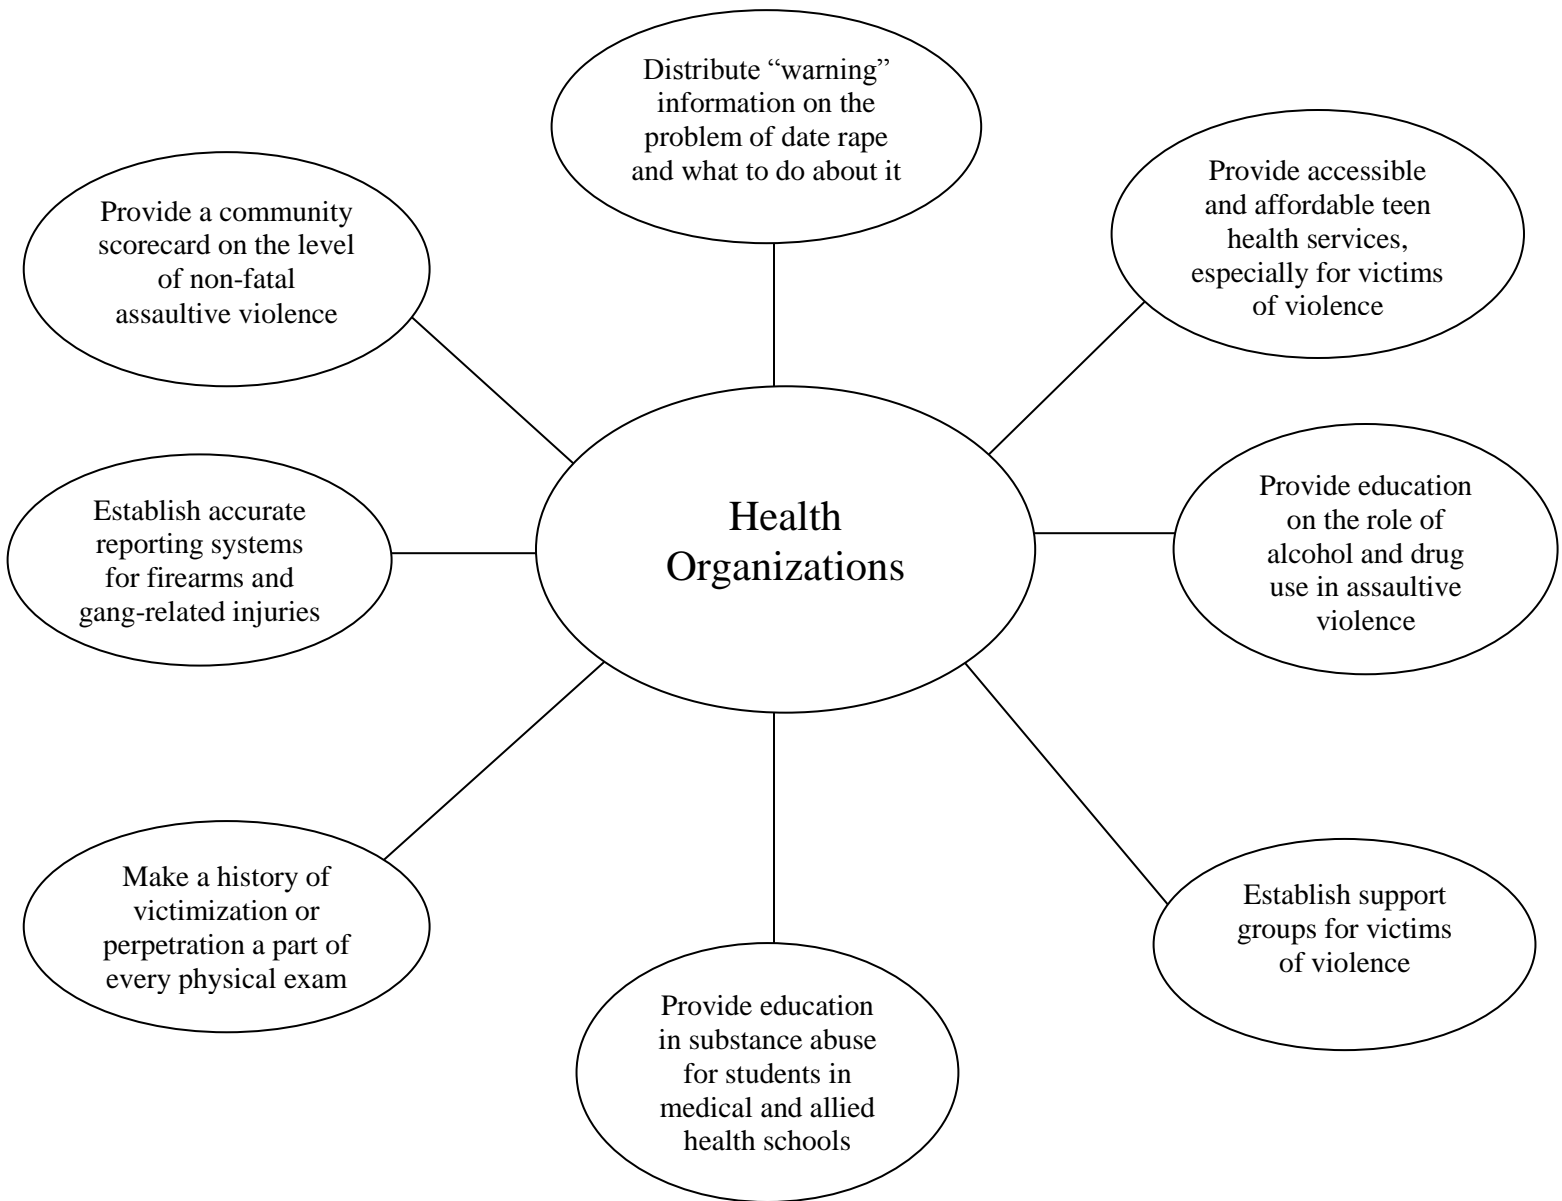 Distribute “warning”
information on the
problem of date rape
and what to do about it
Provide accessible
and affordable teen
health services,
especially for victims
of violence
Provide a community
scorecard on the level
of non-fatal
assaultive violence
Health
Organizations
Provide education
on the role of
alcohol and drug
use in assaultive
violence
Establish accurate
reporting systems
for firearms and
gang-related injuries
Make a history of
victimization or
perpetration a part of
every physical exam
Establish support
groups for victims
of violence
Provide education
in substance abuse
for students in
medical and allied
health schools